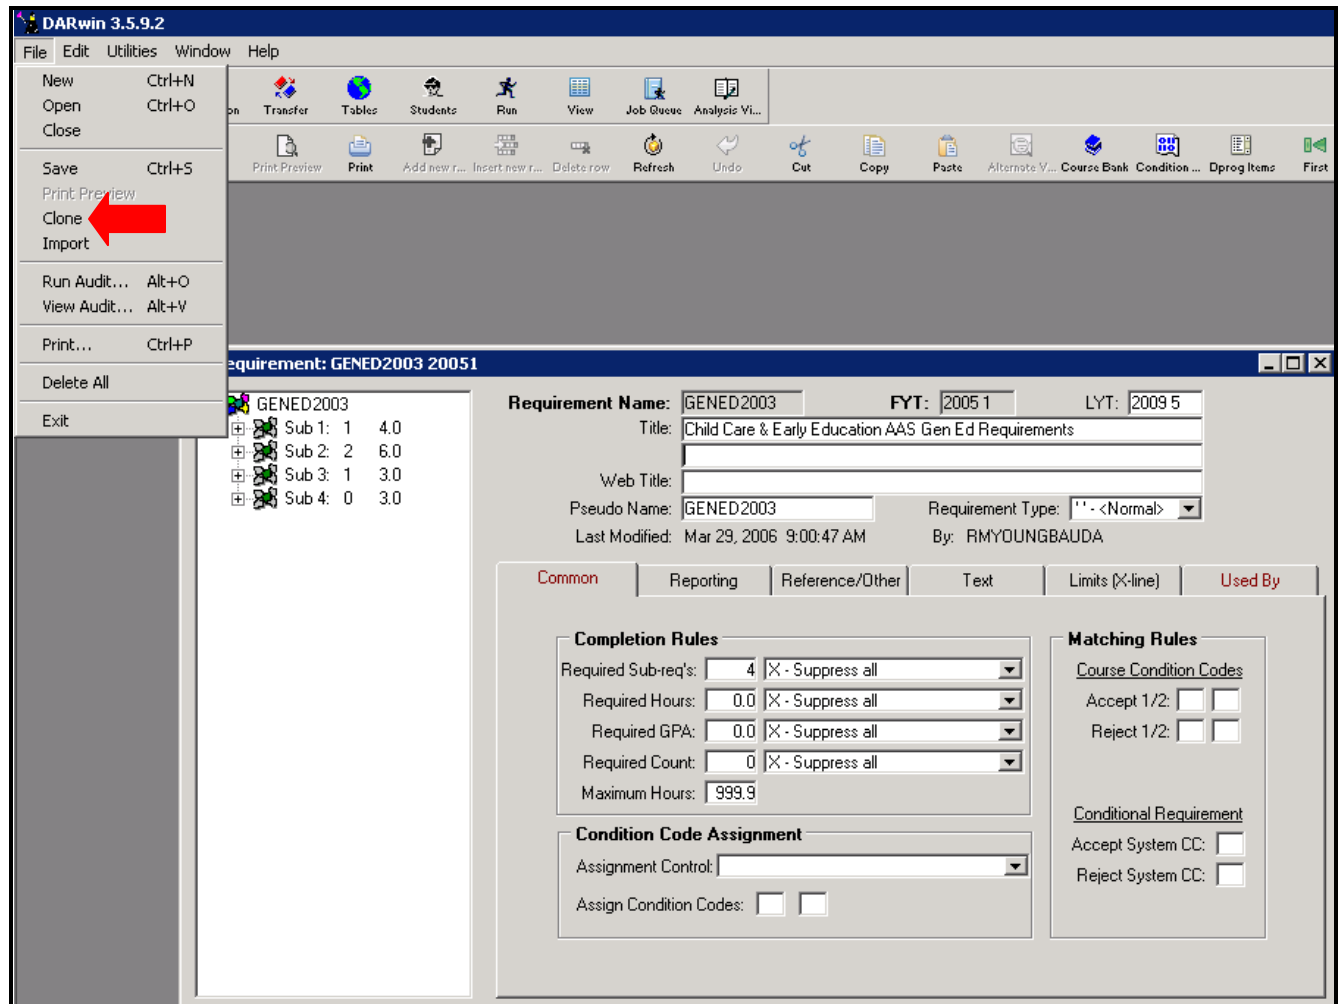 DARwin 3.5.9.2
File Edit Utilities Window Help
New Ctrl+N
Open Ctrl+O
Close
Save Ctrl+S
Print Preview
Clone
Import
Run Audit... Alt+O
View Audit... Alt+V
Print... Ctrl+P
Delete All
Exit
on Transfer Tables Students Run View Job Queue Analysis Vi...
Print Preview Print Add new r... Insert new r... Delete row Refresh Undo Cut Copy Paste Alternate V... Course Bank Condition ... Dprog Items First
equirement: GENED2003 20051
GENED2003
Sub 1: 1 4.0
Sub 2: 2 6.0
Sub 3: 1 3.0
Sub 4: 0 3.0
Requirement Name: GENED2003 FYT: 2005 1 LYT: 2009 5
Title: Child Care & Early Education AAS Gen Ed Requirements
Web Title:
Pseudo Name: GENED2003 Requirement Type: ' ' - <Normal>
Last Modified: Mar 29, 2006 9:00:47 AM By: RMYOUNGBAUDA
Common Reporting Reference/Other Text Limits (X-line) Used By
Completion Rules
Required Sub-req's: 4 X - Suppress all
Required Hours: 0.0 X - Suppress all
Required GPA: 0.0 X - Suppress all
Required Count: 0 X - Suppress all
Maximum Hours: 999.9
Condition Code Assignment
Assignment Control:
Assign Condition Codes:
Matching Rules
Course Condition Codes
Accept 1/2:
Reject 1/2:
Conditional Requirement
Accept System CC:
Reject System CC: